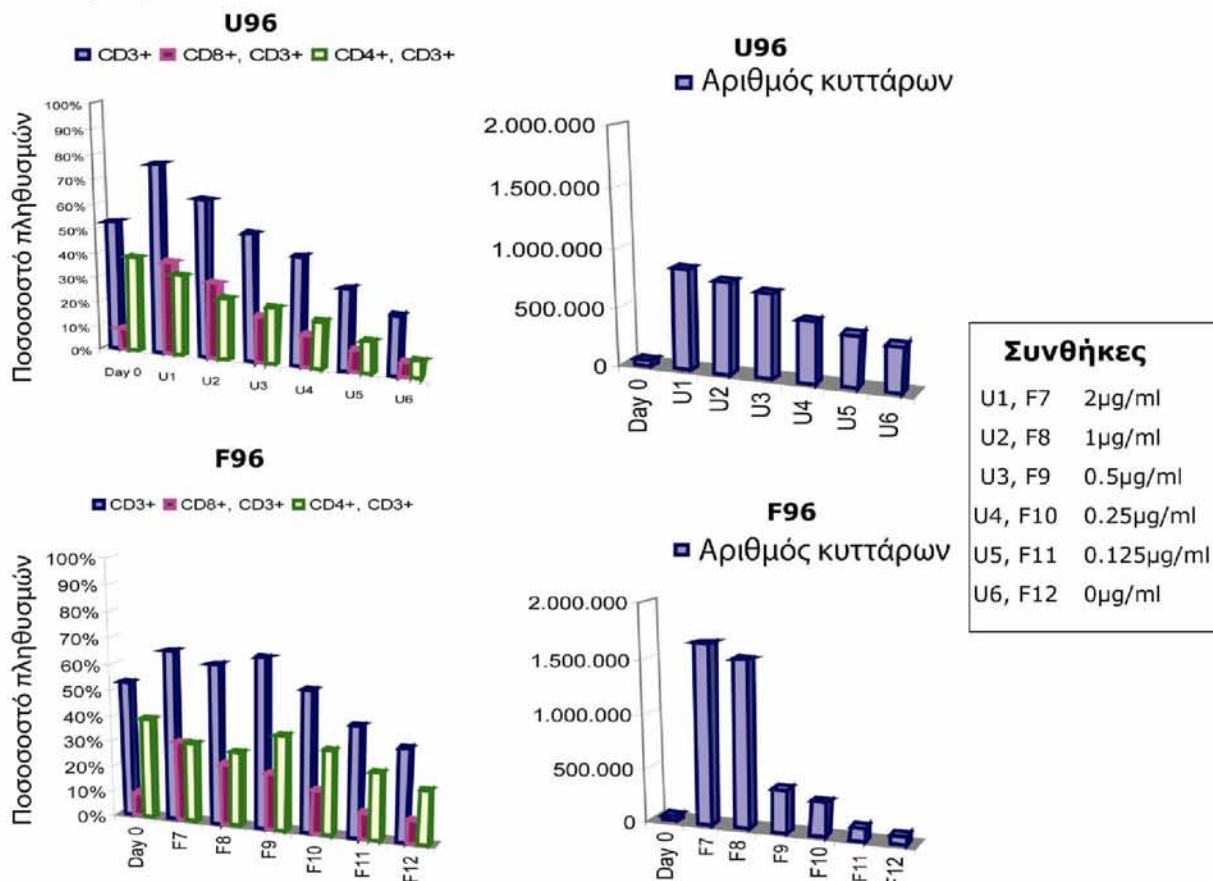 U96
CD3+ CD8+, CD3+ CD4+, CD3+
Ποσοσοστό πληθυσμών
100%
90%
80%
70%
60%
50%
40%
30%
20%
10%
0%
Day 0 U1 U2 U3 U4 U5 U6
U96
Αριθμός κυττάρων
2.000.000
1.500.000
1.000.000
500.000
0
Day 0 U1 U2 U3 U4 U5 U6
F96
CD3+ CD8+, CD3+ CD4+, CD3+
Ποσοσοστό πληθυσμών
100%
90%
80%
70%
60%
50%
40%
30%
20%
10%
0%
Day 0 F7 F8 F9 F10 F11 F12
F96
Αριθμός κυττάρων
2.000.000
1.500.000
1.000.000
500.000
0
Day 0 F7 F8 F9 F10 F11 F12
Συνθήκες
U1, F7 2μg/ml
U2, F8 1μg/ml
U3, F9 0.5μg/ml
U4, F10 0.25μg/ml
U5, F11 0.125μg/ml
U6, F12 0μg/ml